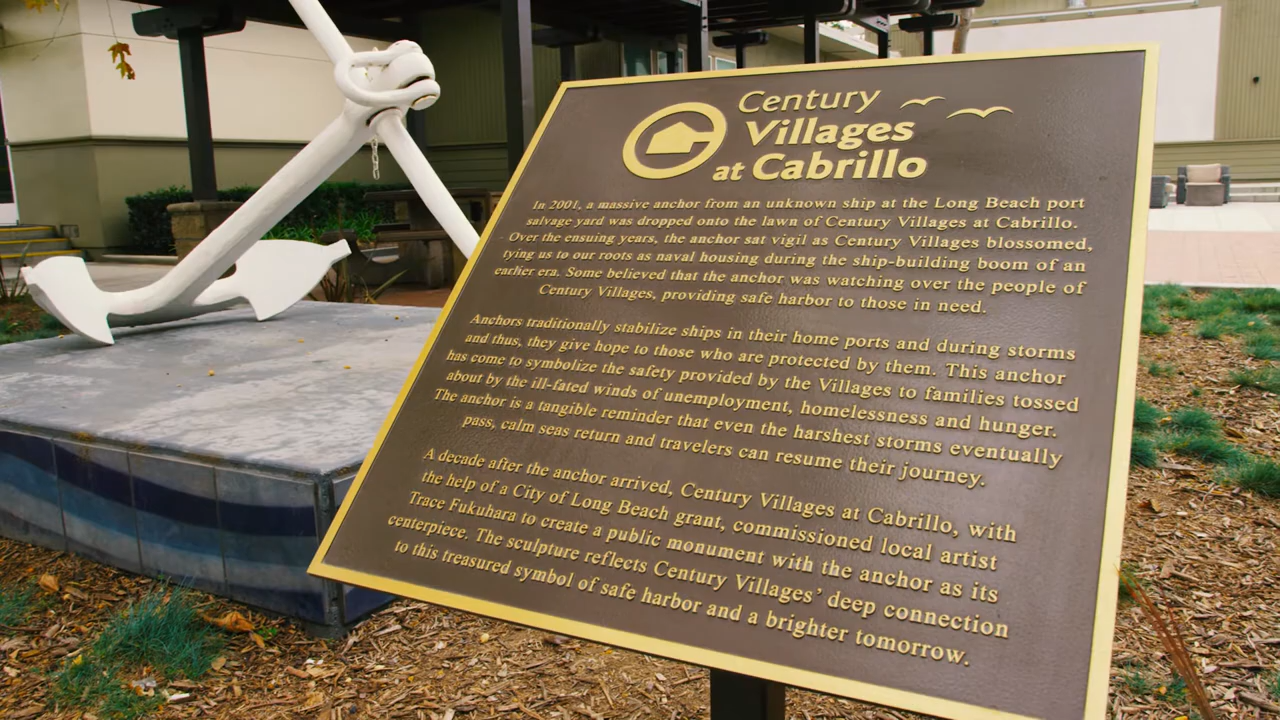 Century
Villages
at Cabrillo
In 2001, a massive anchor from an unknown ship at the Long Beach port
salvage yard was dropped onto the lawn of Century Villages at Cabrillo.
Over the ensuing years, the anchor sat vigil as Century Villages blossomed,
tying us to our roots as naval housing during the ship-building boom of an
earlier era. Some believed that the anchor was watching over the people of
Century Villages, providing safe harbor to those in need.
Anchors traditionally stabilize ships in their home ports and during storms
and thus, they give hope to those who are protected by them. This anchor
has come to symbolize the safety provided by the Villages to families tossed
about by the ill-fated winds of unemployment, homelessness and hunger.
The anchor is a tangible reminder that even the harshest storms eventually
pass, calm seas return and travelers can resume their journey.
A decade after the anchor arrived, Century Villages at Cabrillo, with
the help of a City of Long Beach grant, commissioned local artist
Trace Fukuhara to create a public monument with the anchor as its
centerpiece. The sculpture reflects Century Villages' deep connection
to this treasured symbol of safe harbor and a brighter tomorrow.